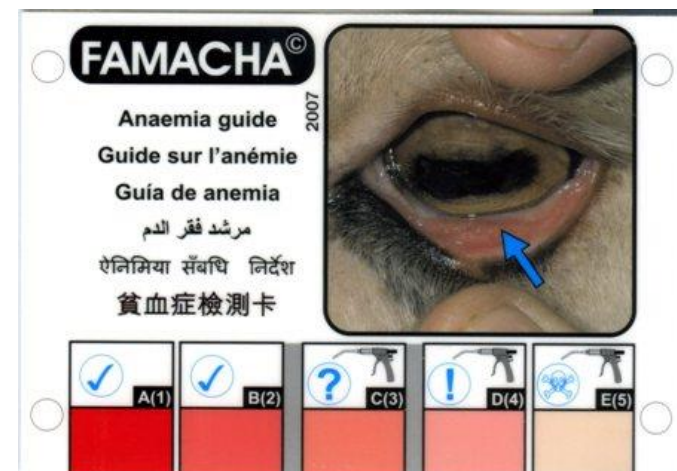 FAMACHA©
2007
Anaemia guide
Guide sur l'anémie
Guía de anemia
مرشد فقر الدم
ऐनिमिया सँबधि निर्देश
貧血症檢測卡
A(1)
B(2)
?
C(3)
!
D(4)
E(5)